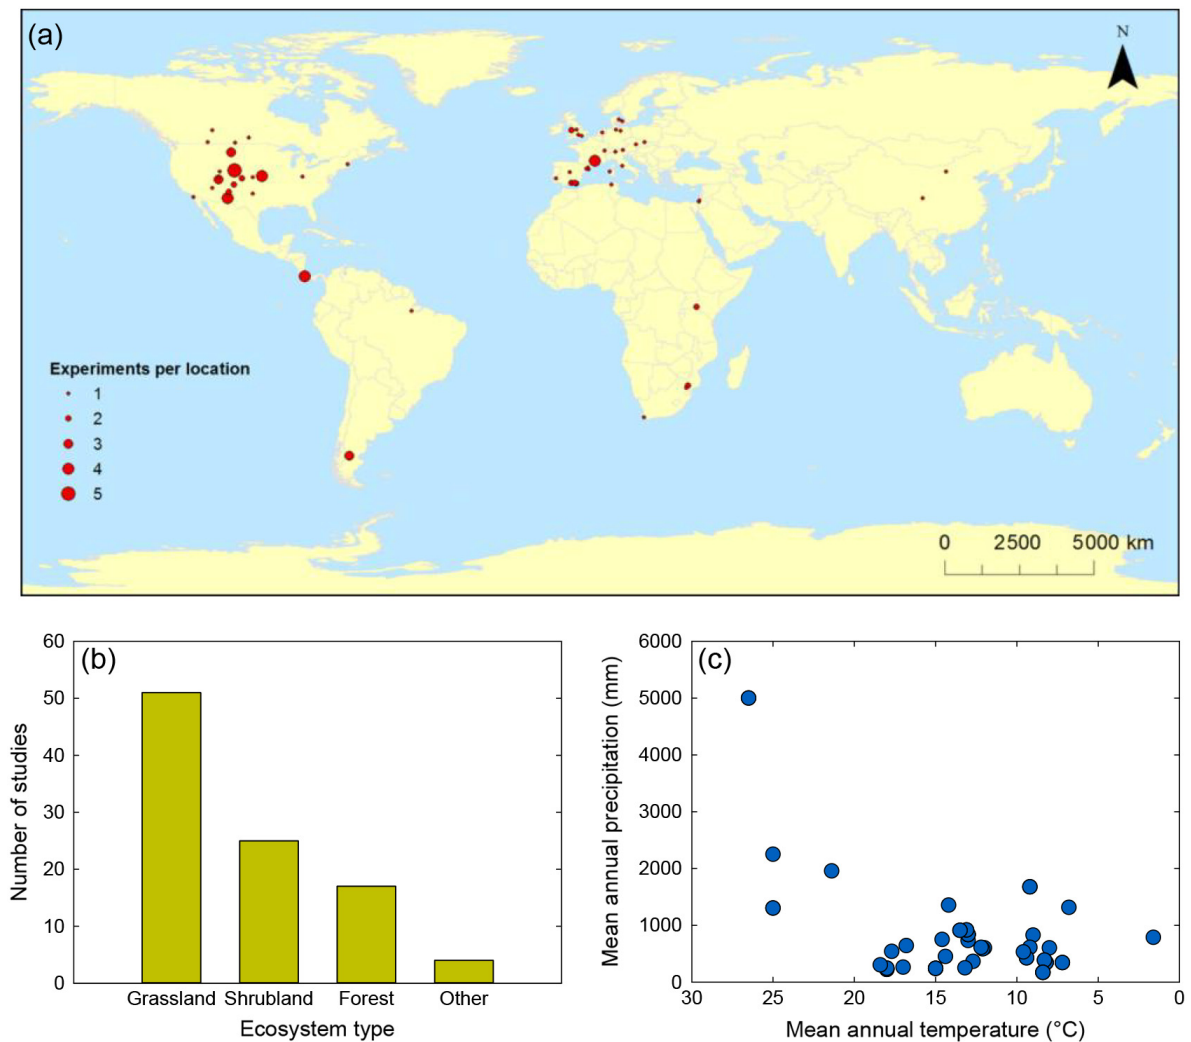 (a)
N
Experiments per location
1
2
3
4
5
0 2500 5000 km
(b)
Number of studies
60
50
40
30
20
10
0
Grassland Shrubland Forest Other
Ecosystem type
(c)
Mean annual precipitation (mm)
6000
5000
4000
3000
2000
1000
0
30 25 20 15 10 5 0
Mean annual temperature (°C)